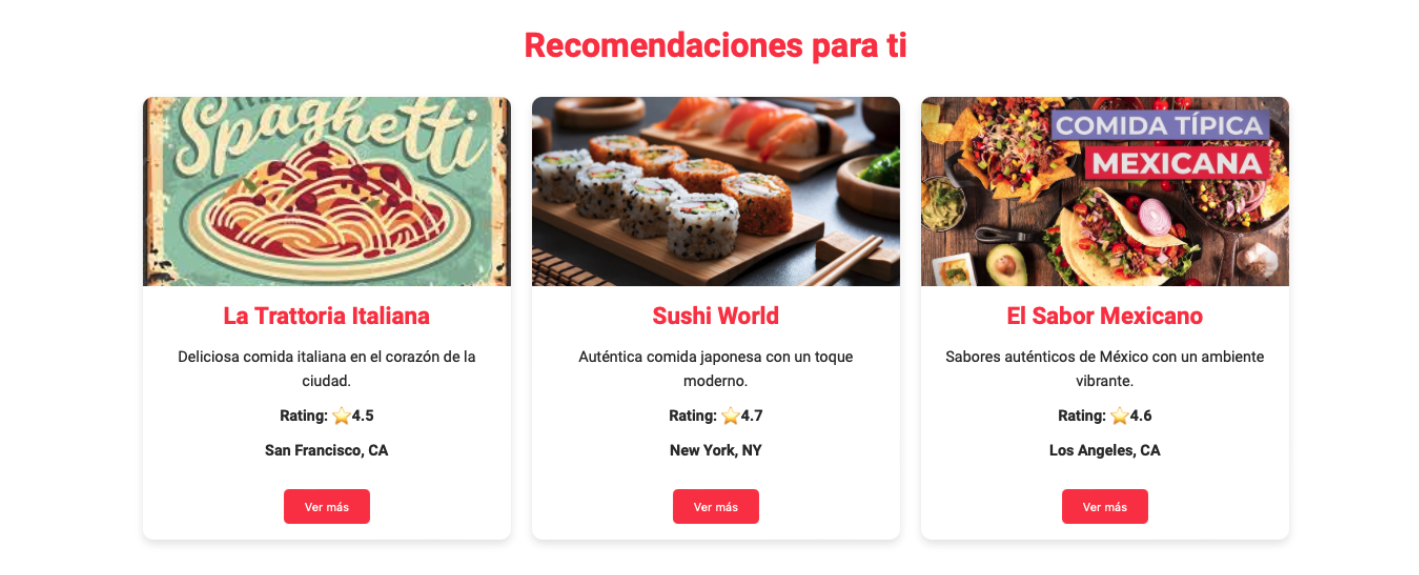 Recomendaciones para ti
Spaghetti
La Trattoria Italiana
Deliciosa comida italiana en el corazón de la
ciudad.
Rating: ⭐4.5
San Francisco, CA
Ver más
Sushi World
Auténtica comida japonesa con un toque
moderno.
Rating: ⭐4.7
New York, NY
Ver más
COMIDA TÍPICA
MEXICANA
El Sabor Mexicano
Sabores auténticos de México con un ambiente
vibrante.
Rating: ⭐4.6
Los Angeles, CA
Ver más